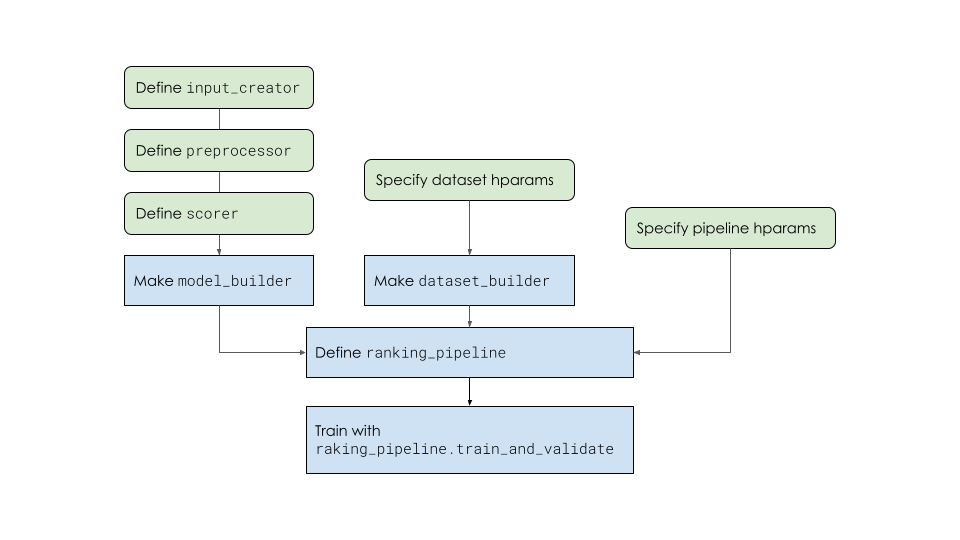 Define input_creator
Define preprocessor
Define scorer
Make model_builder
Specify dataset hparams
Make dataset_builder
Specify pipeline hparams
Define ranking_pipeline
Train with
raking_pipeline.train_and_validate